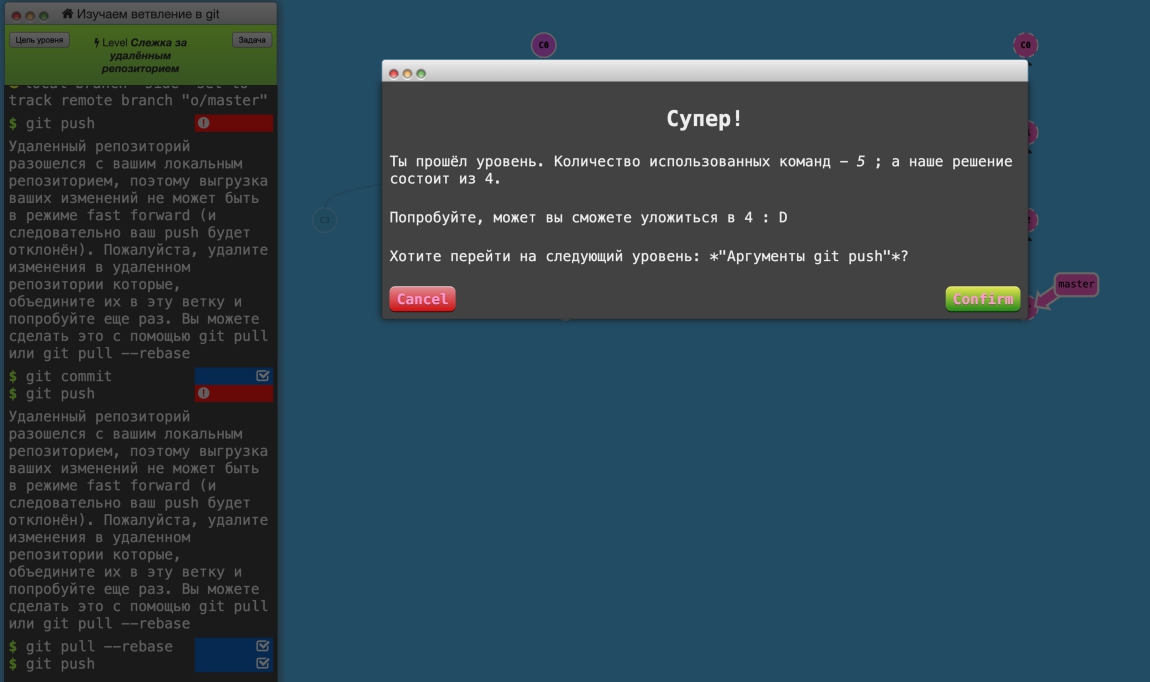 Изучаем ветвление в git
Цель уровня
Level Слежка за
удалённым
репозиторием
Задача
track remote branch "o/master"
$ git push
Удаленный репозиторий
разошелся с вашим локальным
репозиторием, поэтому выгрузка
ваших изменений не может быть
в режиме fast forward (и
следовательно ваш push будет
отклонён). Пожалуйста, удалите
изменения в удаленном
репозитории которые,
объедините их в эту ветку и
попробуйте еще раз. Вы можете
сделать это с помощью git pull
или git pull --rebase
$ git commit
$ git push
Удаленный репозиторий
разошелся с вашим локальным
репозиторием, поэтому выгрузка
ваших изменений не может быть
в режиме fast forward (и
следовательно ваш push будет
отклонён). Пожалуйста, удалите
изменения в удаленном
репозитории которые,
объедините их в эту ветку и
попробуйте еще раз. Вы можете
сделать это с помощью git pull
или git pull --rebase
$ git pull --rebase
$ git push
C0
C0
C3
Супер!
Ты прошёл уровень. Количество использованных команд - 5 ; а наше решение
состоит из 4.
Попробуйте, может вы сможете уложиться в 4 : D
Хотите перейти на следующий уровень: *"Аргументы git push"*?
Cancel
Confirm
master